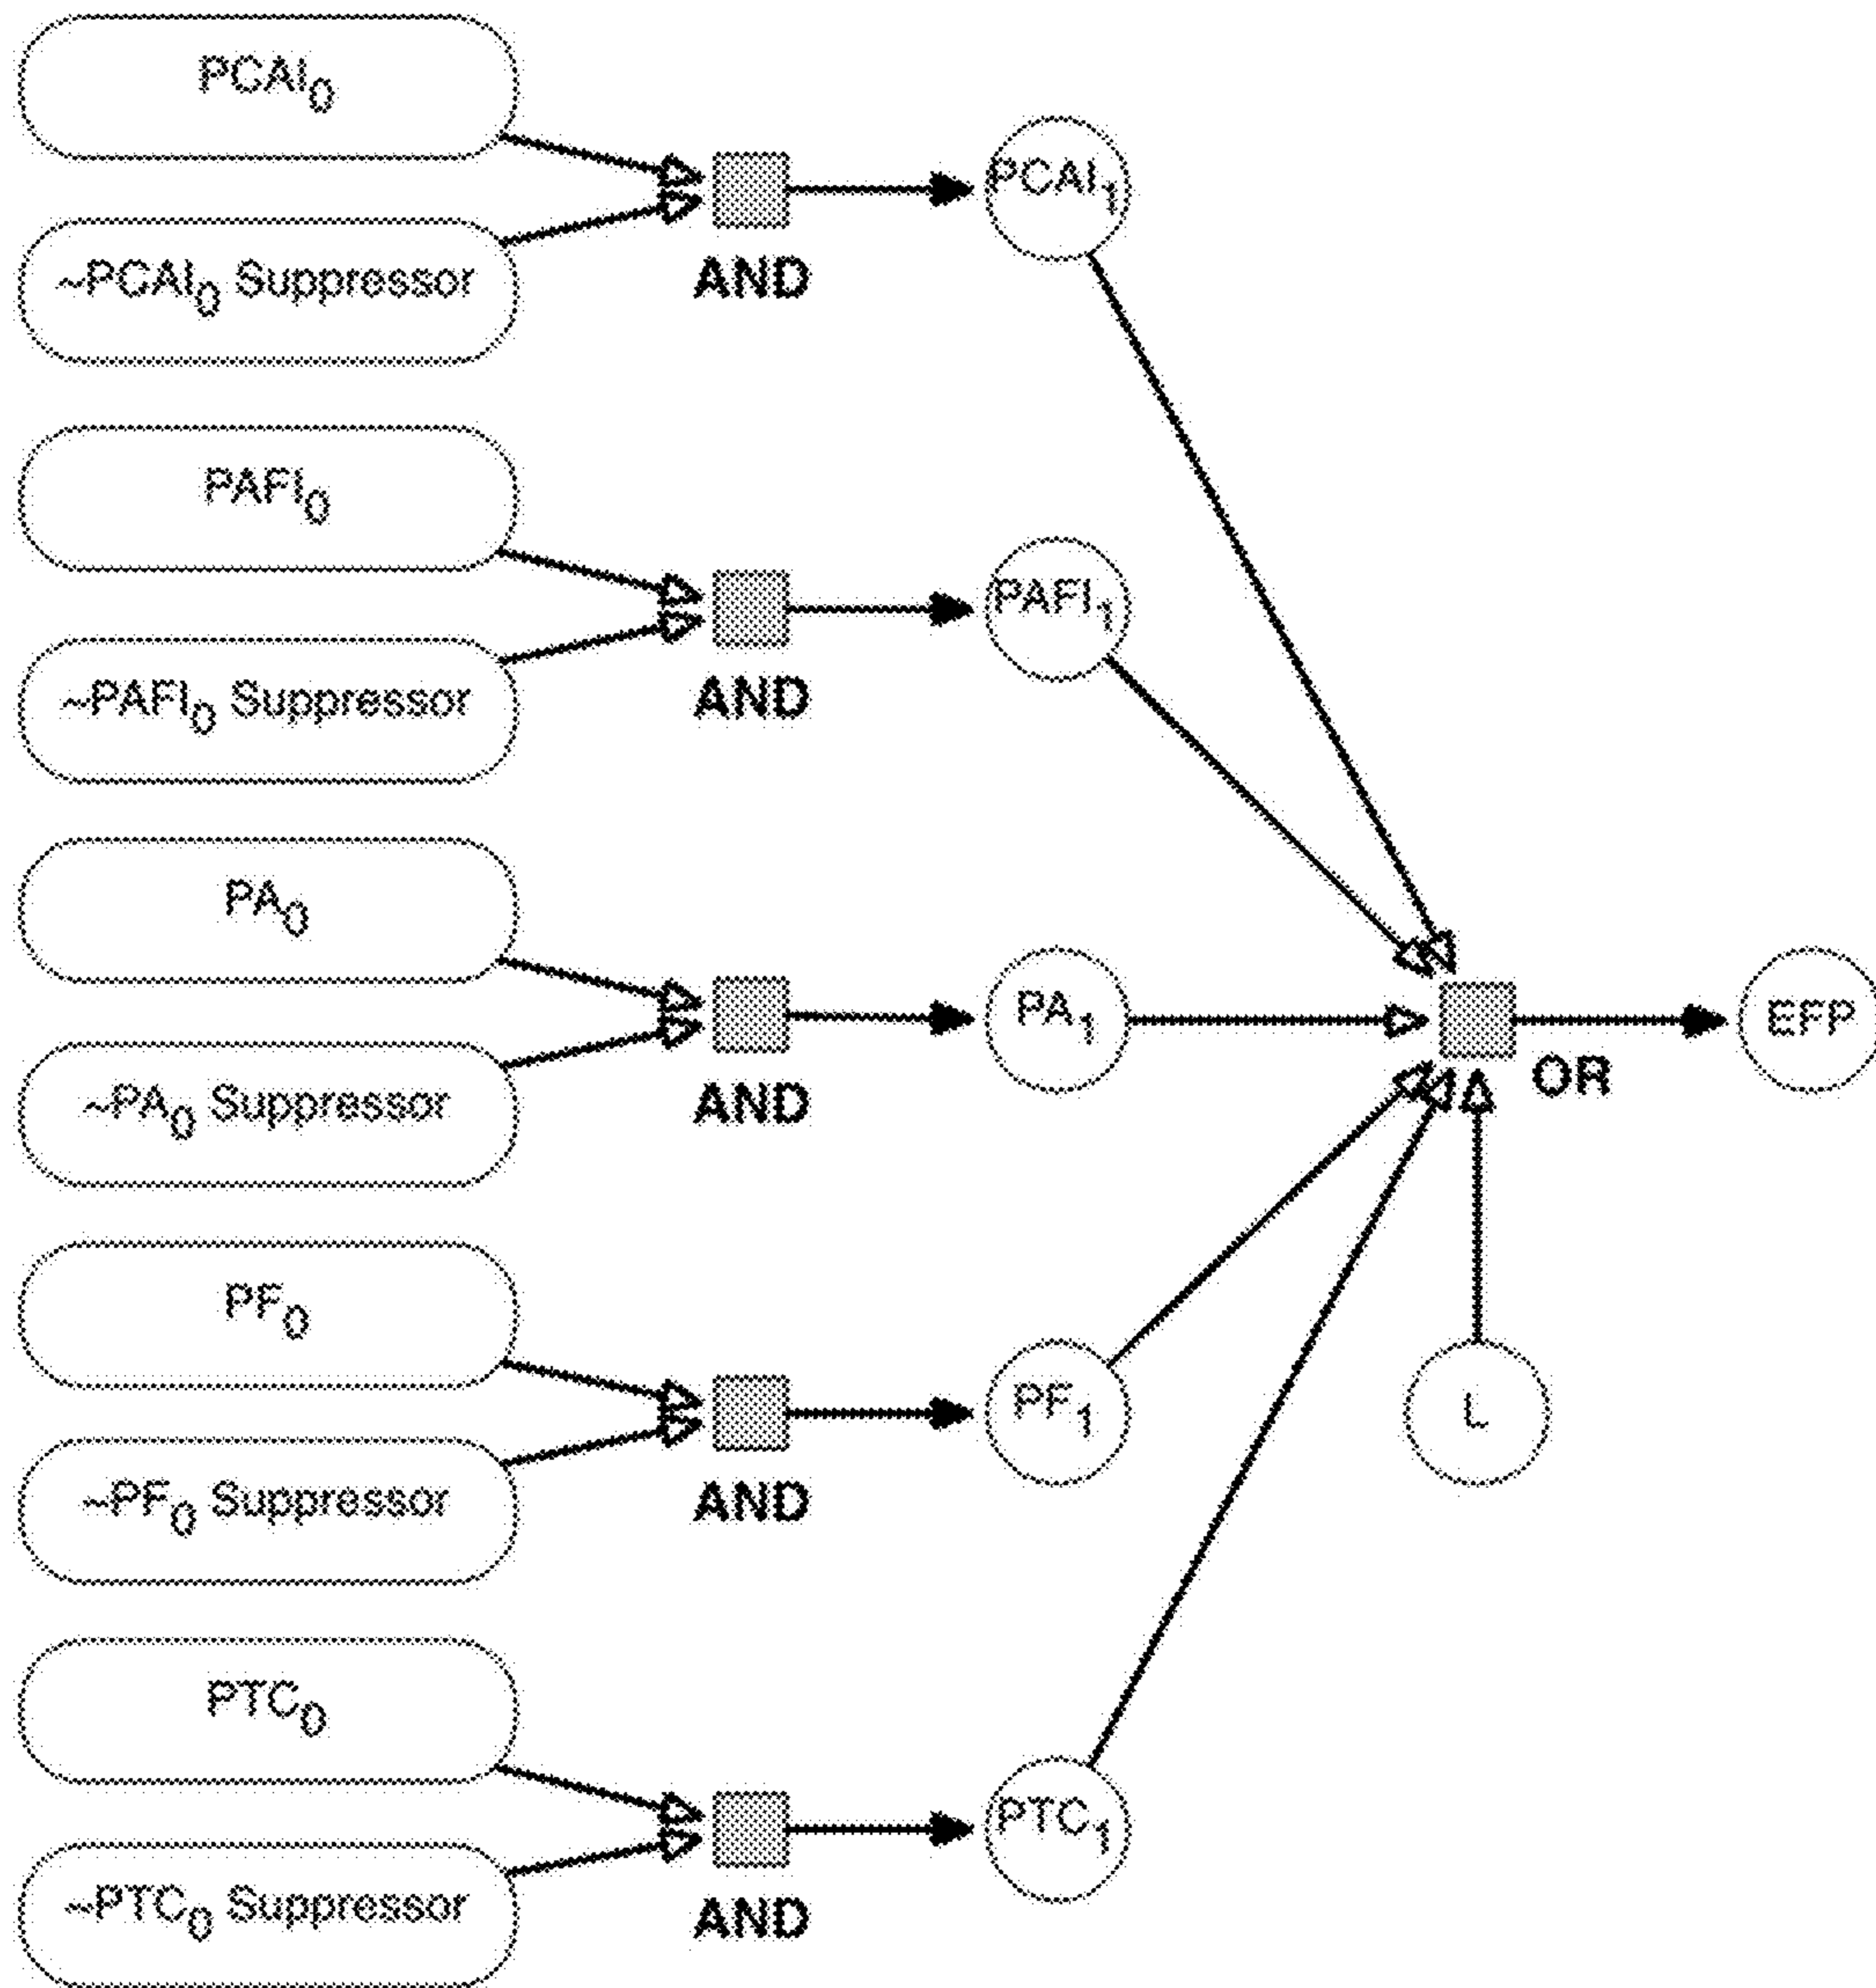 PCAI0
~PCAI0 Suppressor
AND
PCAI1
PAFI0
~PAFI0 Suppressor
AND
PAFI1
PA0
~PA0 Suppressor
AND
PA1
OR
EFP
PF0
~PF0 Suppressor
AND
PF1
L
PTC0
~PTC0 Suppressor
AND
PTC1